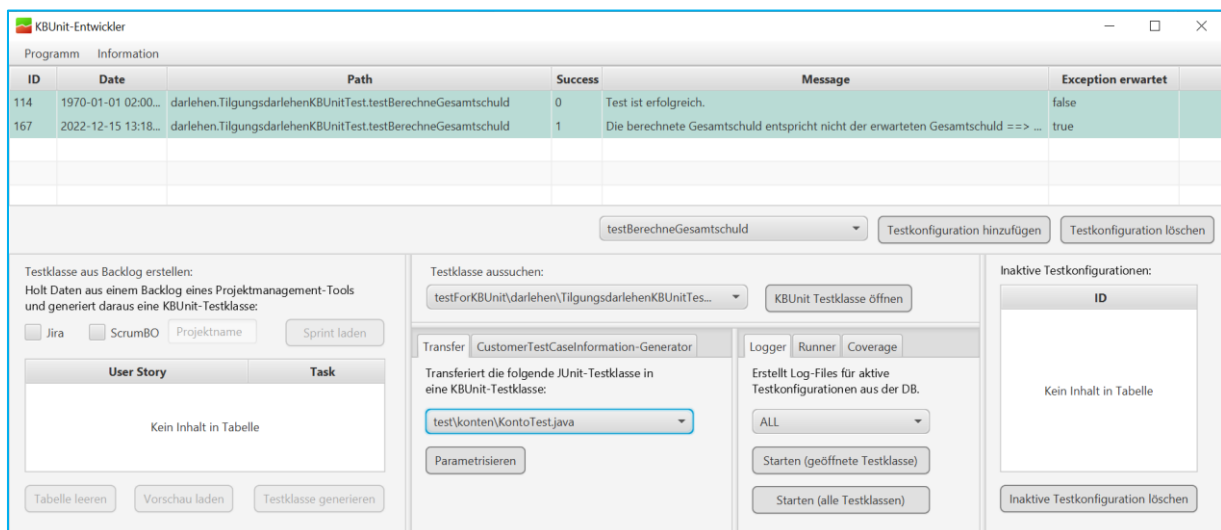 KBUnit-Entwickler
Programm Information
ID Date Path Success Message Exception erwartet
114 1970-01-01 02:00... darlehen.TilgungsdarlehenKBUnitTest.testBerechneGesamtschuld 0 Test ist erfolgreich. false
167 2022-12-15 13:18... darlehen.TilgungsdarlehenKBUnitTest.testBerechneGesamtschuld 1 Die berechnete Gesamtschuld entspricht nicht der erwarteten Gesamtschuld ==> ... true
testBerechneGesamtschuld Testkonfiguration hinzufügen Testkonfiguration löschen
Testklasse aus Backlog erstellen:
Holt Daten aus einem Backlog eines Projektmanagement-Tools
und generiert daraus eine KBUnit-Testklasse:
Jira ScrumBO Projektname Sprint laden
User Story Task
Kein Inhalt in Tabelle
Tabelle leeren Vorschau laden Testklasse generieren
Testklasse aussuchen:
testForKBUnit\darlehen\TilgungsdarlehenKBUnitTes... KBUnit Testklasse öffnen
Transfer CustomerTestCaseInformation-Generator
Transferiert die folgende JUnit-Testklasse in
eine KBUnit-Testklasse:
test\konten\KontoTest.java
Parametrisieren
Logger Runner Coverage
Erstellt Log-Files für aktive
Testkonfigurationen aus der DB.
ALL
Starten (geöffnete Testklasse)
Starten (alle Testklassen)
Inaktive Testkonfigurationen:
ID
Kein Inhalt in Tabelle
Inaktive Testkonfiguration löschen